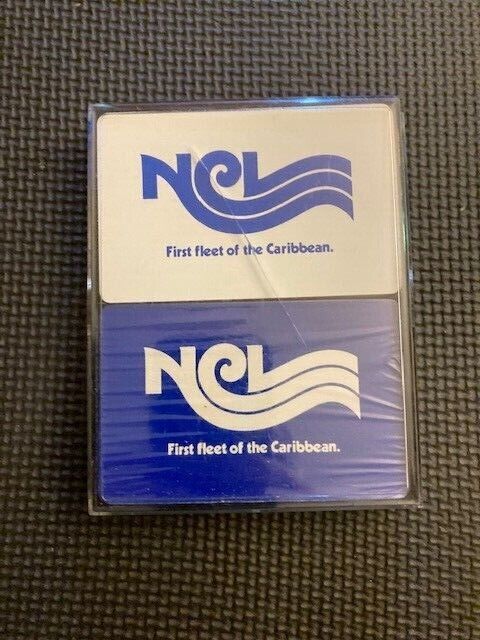 NCL
First fleet of the Caribbean.
NCL
First fleet of the Caribbean.